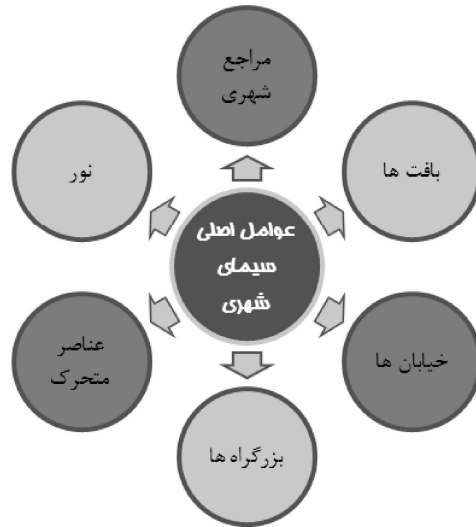 مراجع
شهری
بافت ها
نور
عوامل اصلی
سیمای
شهری
خیابان ها
عناصر
متحرک
بزرگراه ها